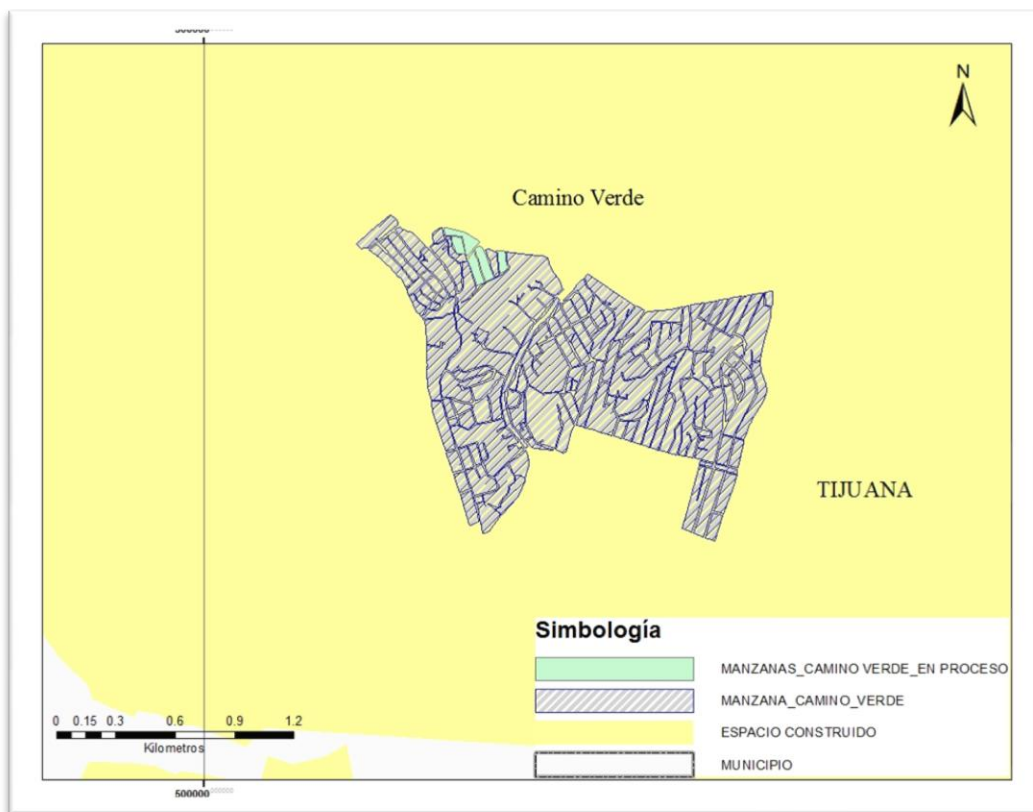 N
Camino Verde
TIJUANA
Simbología
MANZANAS_CAMINO VERDE_EN PROCESO
MANZANA_CAMINO_VERDE
ESPACIO CONSTRUIDO
MUNICIPIO
0 0.15 0.3 0.6 0.9 1.2
Kilometros
500000